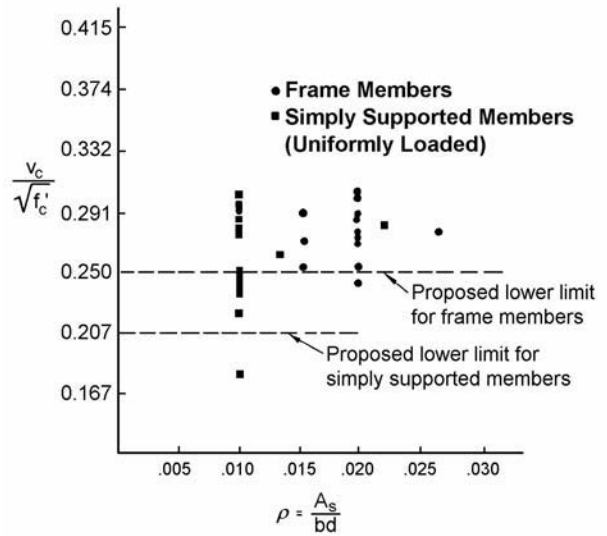 0.415
0.374
0.332
0.291
0.250
0.207
0.167
v_c
√f_c'
● Frame Members
■ Simply Supported Members
(Uniformly Loaded)
Proposed lower limit
for frame members
Proposed lower limit for
simply supported members
.005 .010 .015 .020 .025 .030
ρ = A_s
bd